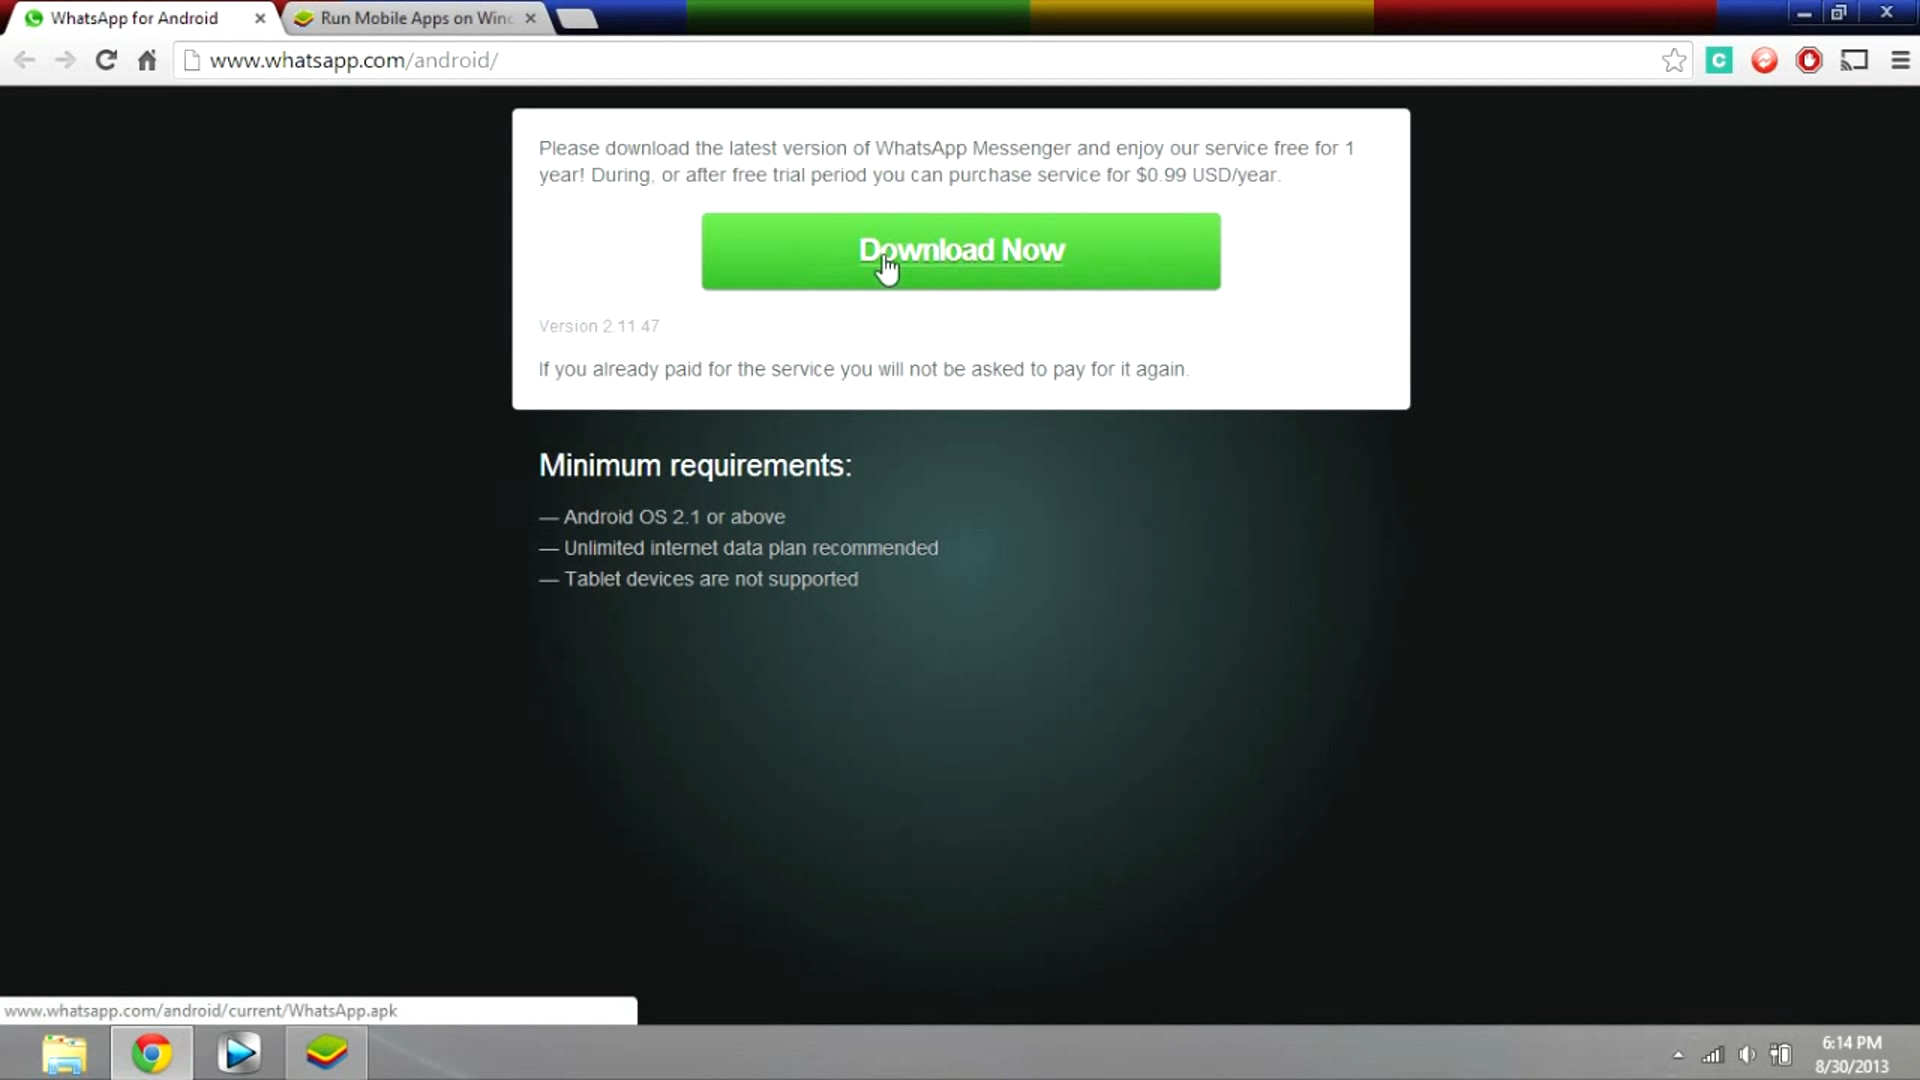 WhatsApp for Android
Run Mobile Apps on Winc
www.whatsapp.com/android/
C
Please download the latest version of WhatsApp Messenger and enjoy our service free for 1
year! During, or after free trial period you can purchase service for $0.99 USD/year.
Download Now
Version 2.11.47
If you already paid for the service you will not be asked to pay for it again.
Minimum requirements:
— Android OS 2.1 or above
— Unlimited internet data plan recommended
— Tablet devices are not supported
www.whatsapp.com/android/current/WhatsApp.apk
6:14 PM
8/30/2013